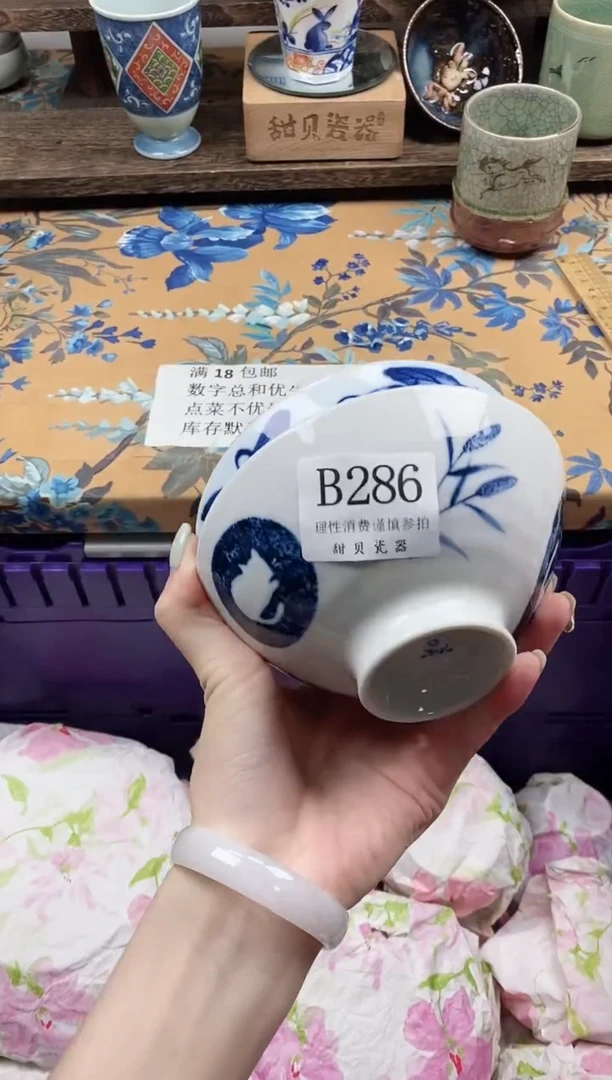 甜贝瓷器
满 18 包邮
数字总和优
点菜不优
库存默
B286
理性消费谨慎参拍
甜 贝 瓷 器